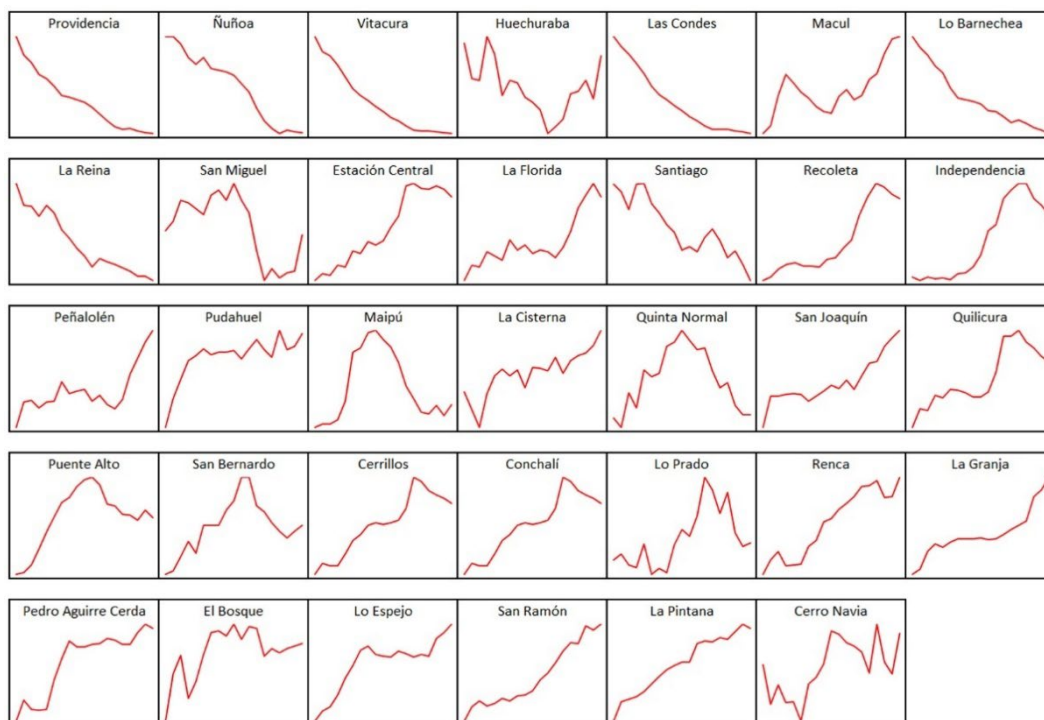 Providencia Ñuñoa Vitacura Huechuraba Las Condes Macul Lo Barnechea
La Reina San Miguel Estación Central La Florida Santiago Recoleta Independencia
Peñalolén Pudahuel Maipú La Cisterna Quinta Normal San Joaquín Quilicura
Puente Alto San Bernardo Cerrillos Conchalí Lo Prado Renca La Granja
Pedro Aguirre Cerda El Bosque Lo Espejo San Ramón La Pintana Cerro Navia